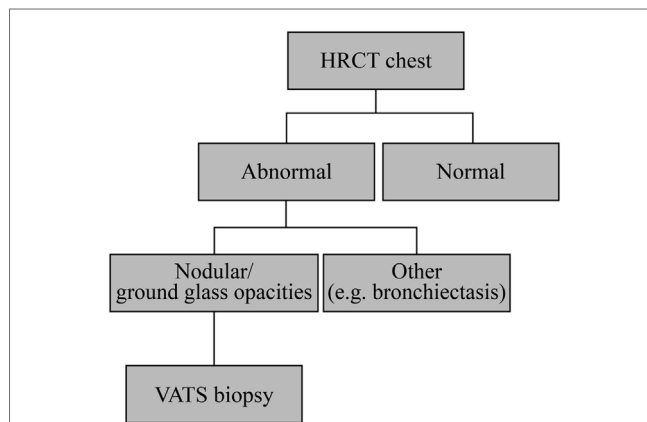 HRCT chest
Abnormal
Normal
Nodular/
ground glass opacities
Other
(e.g. bronchiectasis)
VATS biopsy